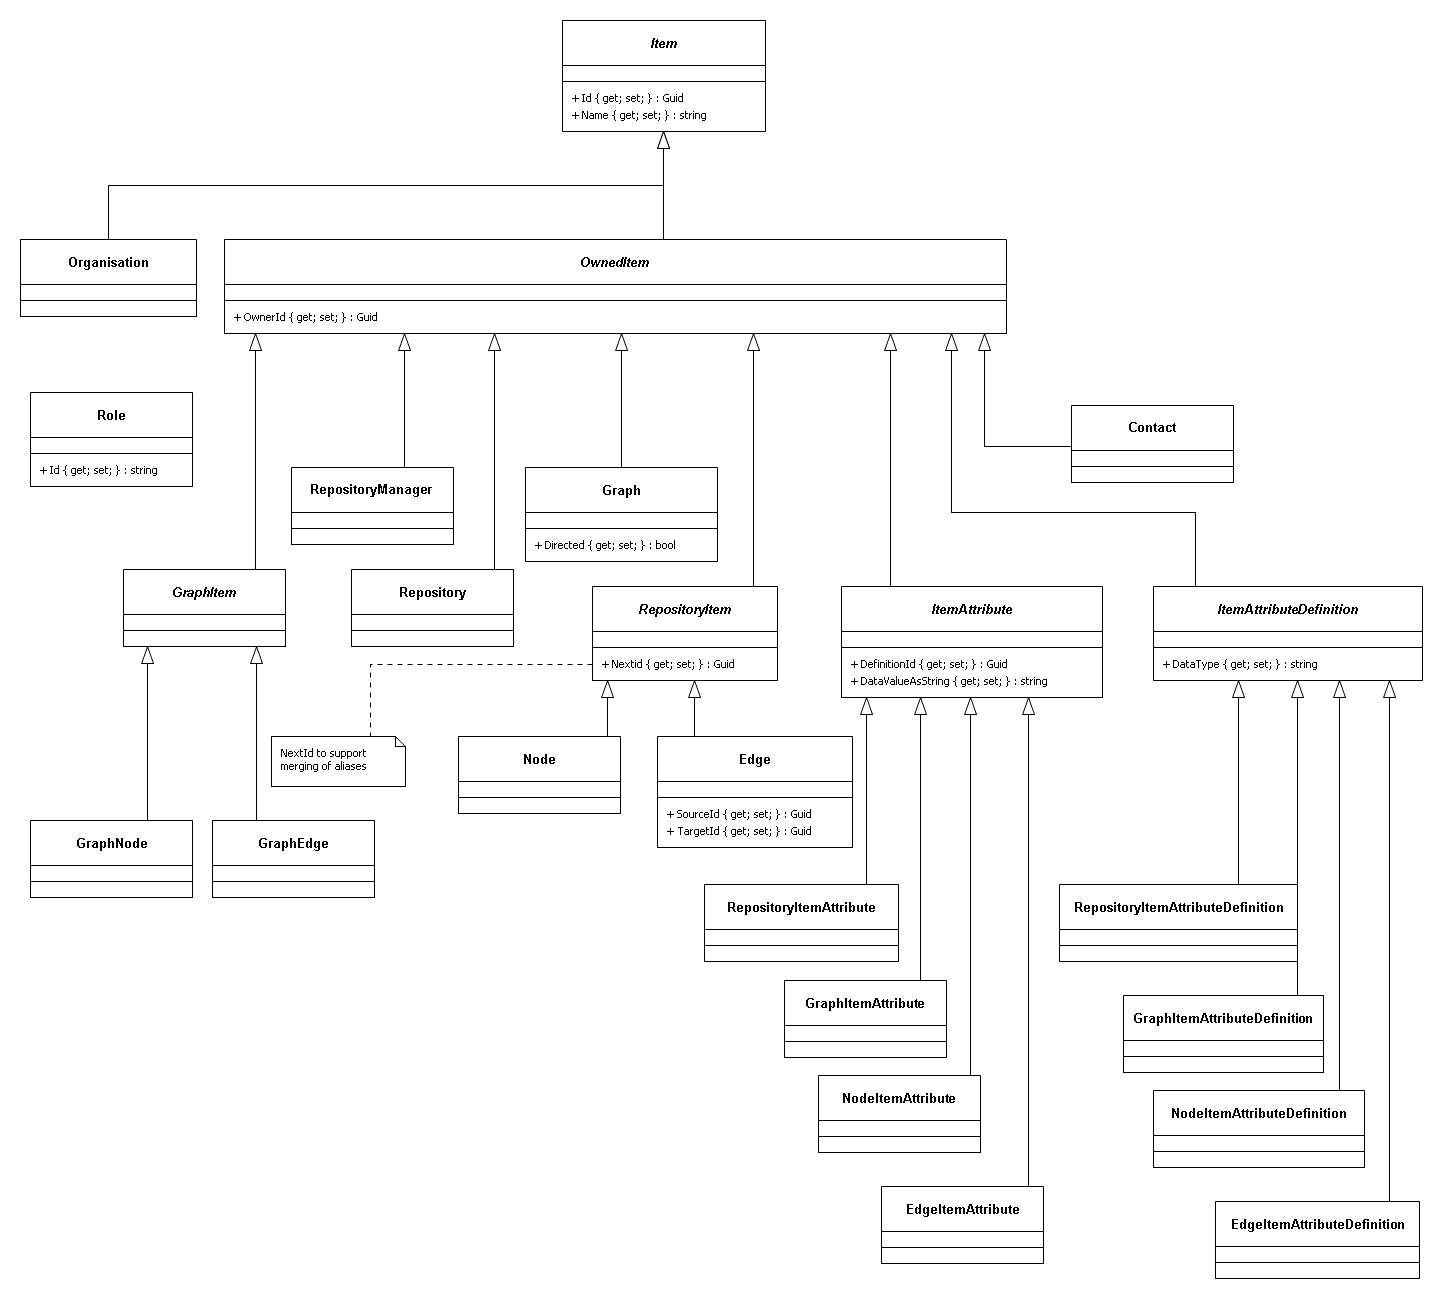 Item
+ Id { get; set; } : Guid
+ Name { get; set; } : string
Organisation
OwnedItem
+ OwnerId { get; set; } : Guid
Role
+ Id { get; set; } : string
Contact
RepositoryManager
Graph
+ Directed { get; set; } : bool
GraphItem
Repository
RepositoryItem
+ Nextid { get; set; } : Guid
ItemAttribute
+ DefinitionId { get; set; } : Guid
+ DataValueAsString { get; set; } : string
ItemAttributeDefinition
+ DataType { get; set; } : string
NextId to support
merging of aliases
Node
Edge
+ SourceId { get; set; } : Guid
+ TargetId { get; set; } : Guid
GraphNode
GraphEdge
RepositoryItemAttribute
RepositoryItemAttributeDefinition
GraphItemAttribute
GraphItemAttributeDefinition
NodeItemAttribute
NodeItemAttributeDefinition
EdgeItemAttribute
EdgeItemAttributeDefinition